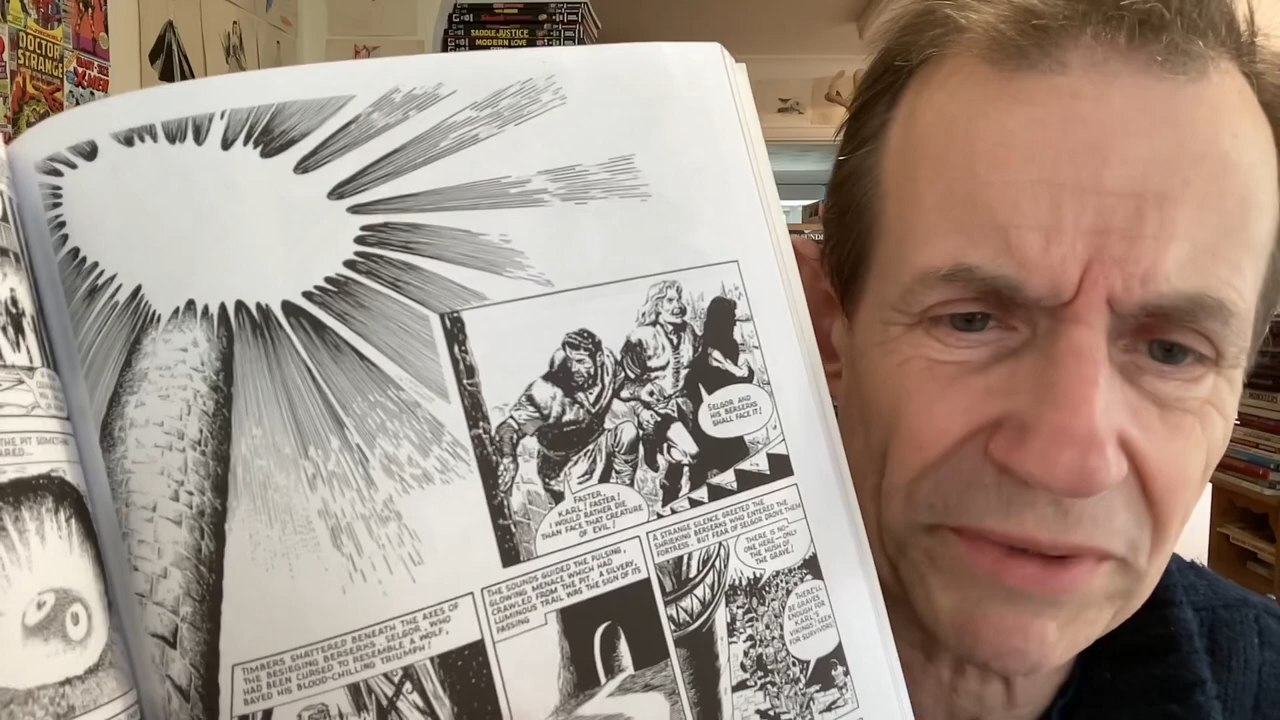 DOCTOR
STRANGE
X-MEN
SADDLE JUSTICE
MODERN LOVE
THE PIT SOMETHING
SELGOR AND
HIS BERSERKS
SHALL FACE IT!
FASTER,
KARL! FASTER!
I WOULD RATHER DIE
THAN FACE THAT CREATURE
OF EVIL!
TIMBERS SHATTERED BENEATH THE AXES OF
THE BESIEGING BERSERKS. SELGOR, WHO
HAD BEEN CURSED TO RESEMBLE A WOLF,
BAYED HIS BLOOD-CHILLING TRIUMPH!
THE SOUNDS GUIDED THE PULSING,
GLOWING MENACE WHICH HAD
CRAWLED FROM THE PIT. A SILVERY,
LUMINOUS TRAIL WAS THE SIGN OF ITS
PASSING
A STRANGE SILENCE GREETED THE
SHRIEKING BERSERKS WHO ENTERED THE
FORTRESS. BUT FEAR OF SELGOR DROVE THEM
THERE IS NO-
ONE HERE—ONLY
THE HUSH OF
THE GRAVE!
THERE'LL
BE GRAVES
ENOUGH FOR
KARL'S
VIKINGS! SEEK
FOR SURVIVORS!